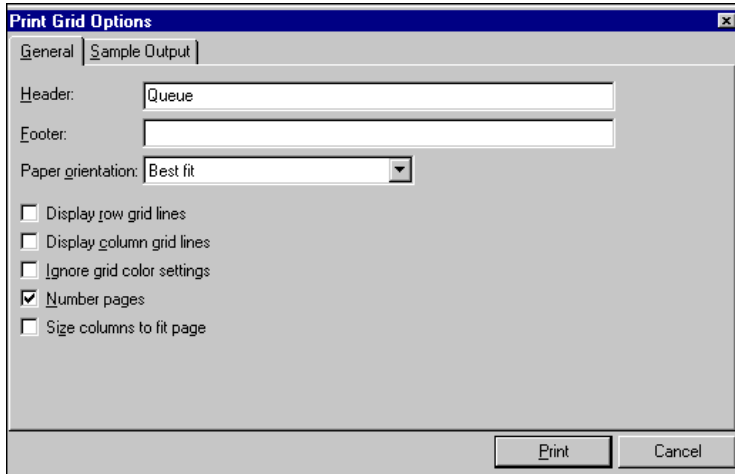 Print Grid Options
General Sample Output
Header: Queue
Footer:
Paper orientation: Best fit
Display row grid lines
Display column grid lines
Ignore grid color settings
Number pages
Size columns to fit page
Print Cancel